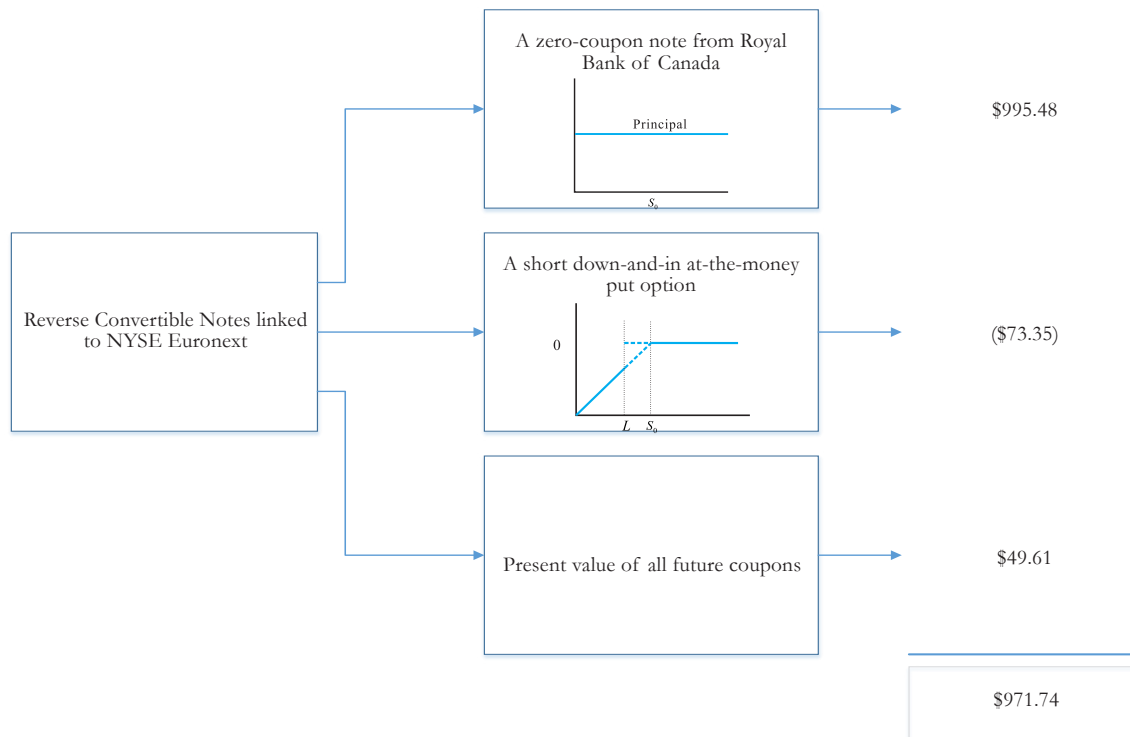 A zero-coupon note from Royal
Bank of Canada
Principal
S₀
$995.48
Reverse Convertible Notes linked
to NYSE Euronext
A short down-and-in at-the-money
put option
0
L S₀
($73.35)
Present value of all future coupons
$49.61
$971.74